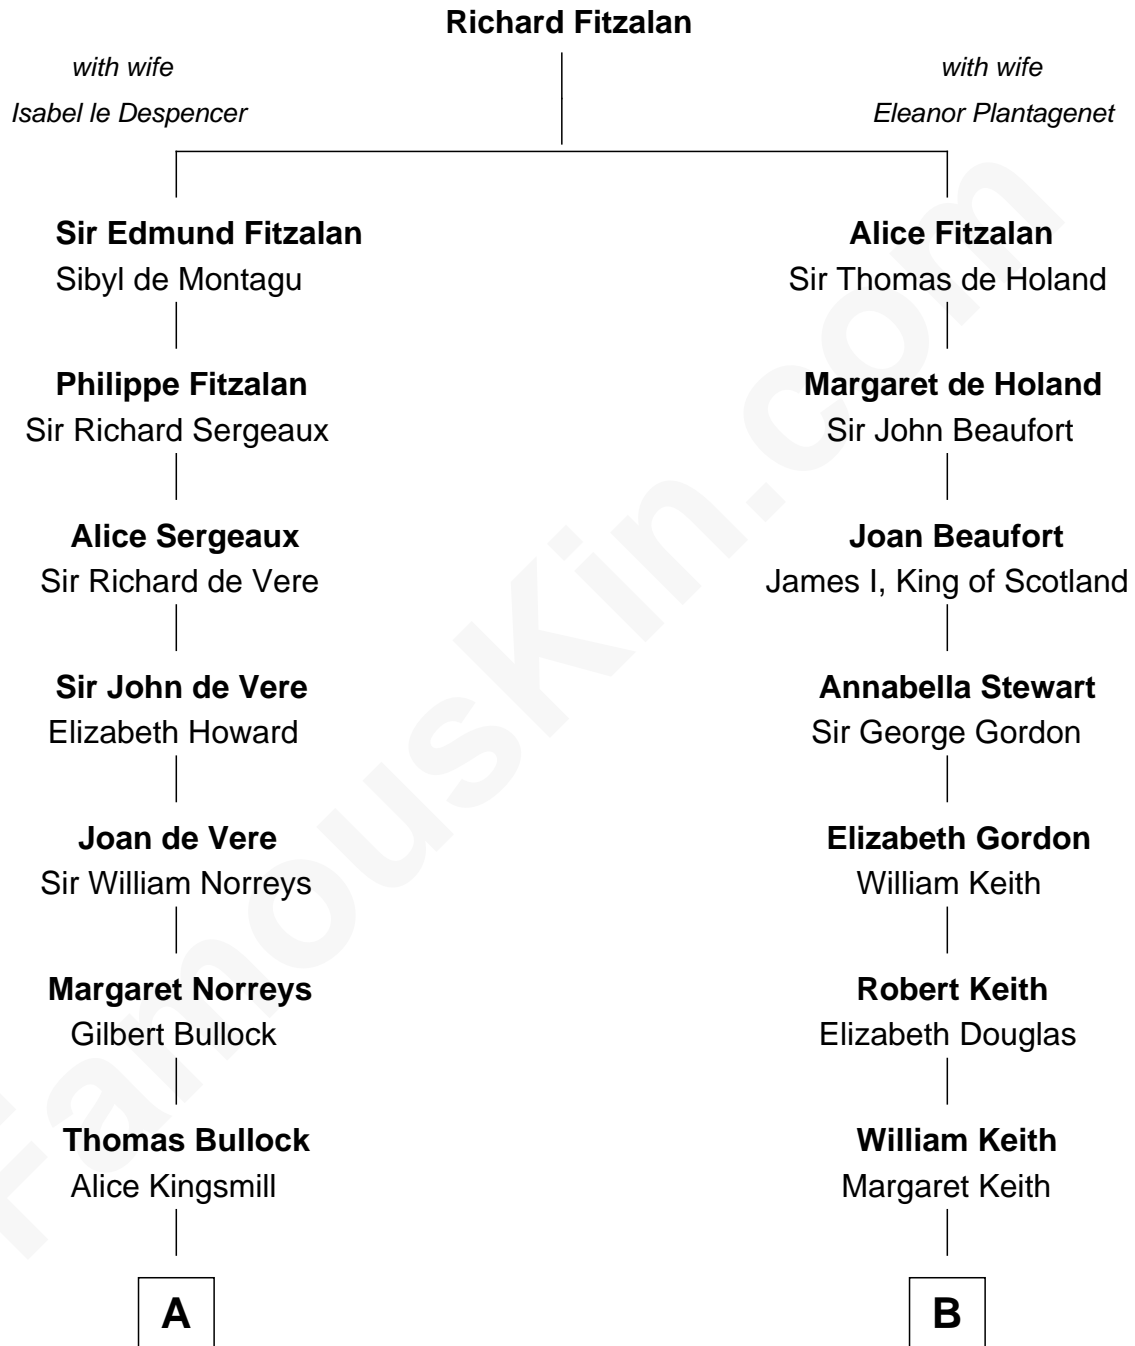 Richard Fitzalan
with wife
Isabel le Despencer
with wife
Eleanor Plantagenet
Sir Edmund Fitzalan
Sibyl de Montagu
Alice Fitzalan
Sir Thomas de Holand
Philippe Fitzalan
Sir Richard Sergeaux
Margaret de Holand
Sir John Beaufort
Alice Sergeaux
Sir Richard de Vere
Joan Beaufort
James I, King of Scotland
Sir John de Vere
Elizabeth Howard
Annabella Stewart
Sir George Gordon
Joan de Vere
Sir William Norreys
Elizabeth Gordon
William Keith
Margaret Norreys
Gilbert Bullock
Robert Keith
Elizabeth Douglas
Thomas Bullock
Alice Kingsmill
William Keith
Margaret Keith
A
B
FamousKin.com